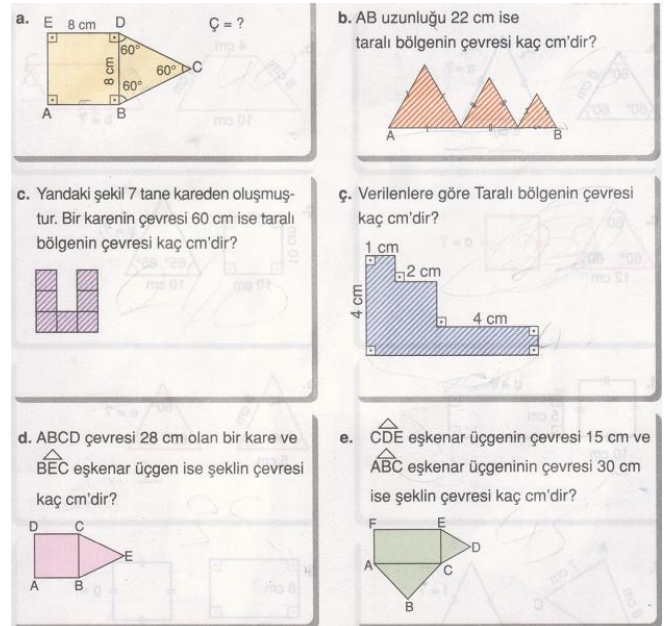 a. E 8 cm D Ç = ?
60°
8 cm 60° C
60°
A B
b. AB uzunluğu 22 cm ise
taralı bölgenin çevresi kaç cm'dir?
A B
c. Yandaki şekil 7 tane kareden oluşmuş-
tur. Bir karenin çevresi 60 cm ise taralı
bölgenin çevresi kaç cm'dir?
ç. Verilenlere göre Taralı bölgenin çevresi
kaç cm'dir?
1 cm
2 cm
4 cm
4 cm
d. ABCD çevresi 28 cm olan bir kare ve
BEC eşkenar üçgen ise şeklin çevresi
kaç cm'dir?
D C
E
A B
e. CDE eşkenar üçgenin çevresi 15 cm ve
ABC eşkenar üçgeninin çevresi 30 cm
ise şeklin çevresi kaç cm'dir?
F E
D
A C
B